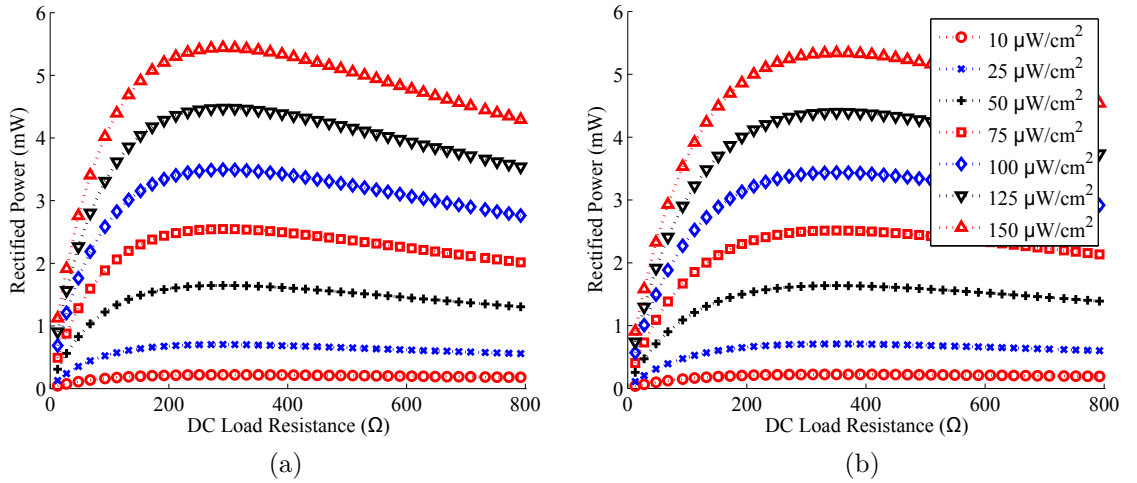 6
5
4
3
2
1
0
0
200
400
600
800
Rectified Power (mW)
DC Load Resistance (Ω)
(a)
6
5
4
3
2
1
0
0
200
400
600
800
Rectified Power (mW)
DC Load Resistance (Ω)
10 µW/cm²
25 µW/cm²
50 µW/cm²
75 µW/cm²
100 µW/cm²
125 µW/cm²
150 µW/cm²
(b)